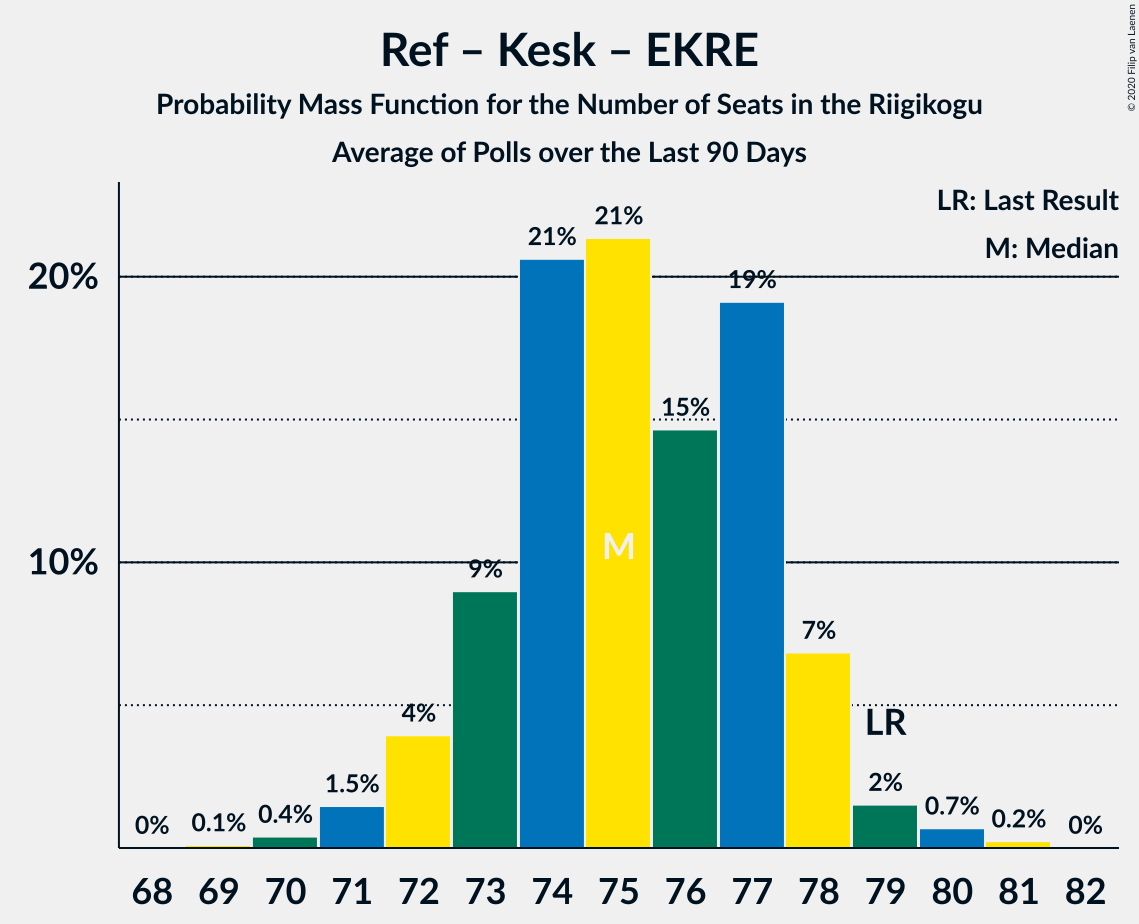 Ref – Kesk – EKRE
Probability Mass Function for the Number of Seats in the Riigikogu
Average of Polls over the Last 90 Days
© 2020 Filip van Laenen
LR: Last Result
M: Median
20%
10%
0%
0.1%
0.4%
1.5%
4%
9%
21%
21%
15%
19%
7%
2%
0.7%
0.2%
0%
M
LR
68 69 70 71 72 73 74 75 76 77 78 79 80 81 82